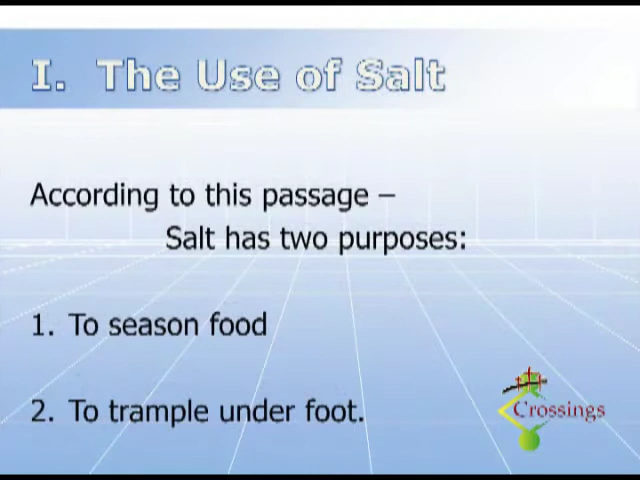 I. The Use of Salt
According to this passage –
Salt has two purposes:
1. To season food
2. To trample under foot.
Crossings